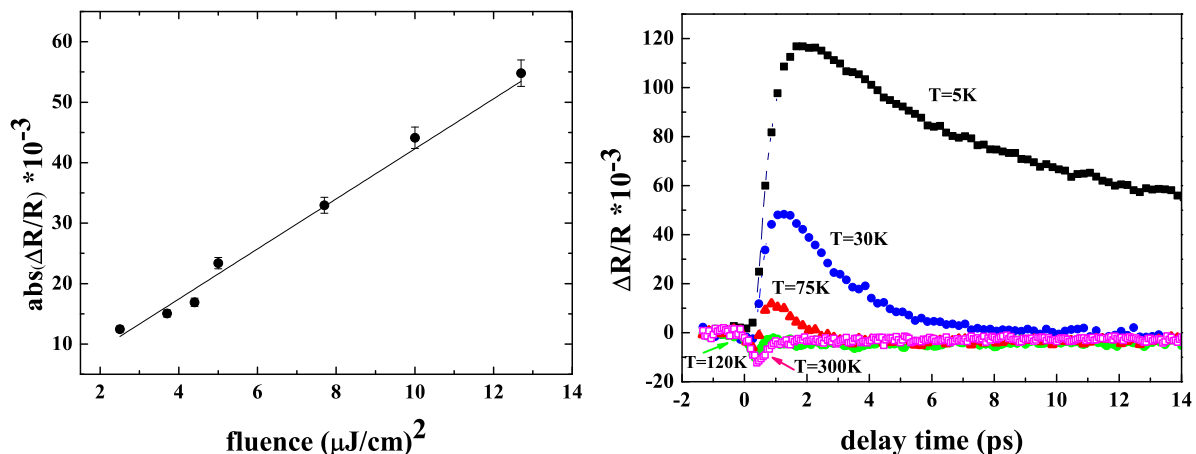 abs(ΔR/R) *10-3
60
50
40
30
20
10
2 4 6 8 10 12 14
fluence (μJ/cm)2
ΔR/R *10-3
120
100
80
60
40
20
0
-20
T=5K
T=30K
T=75K
T=120K
T=300K
-2 0 2 4 6 8 10 12 14
delay time (ps)